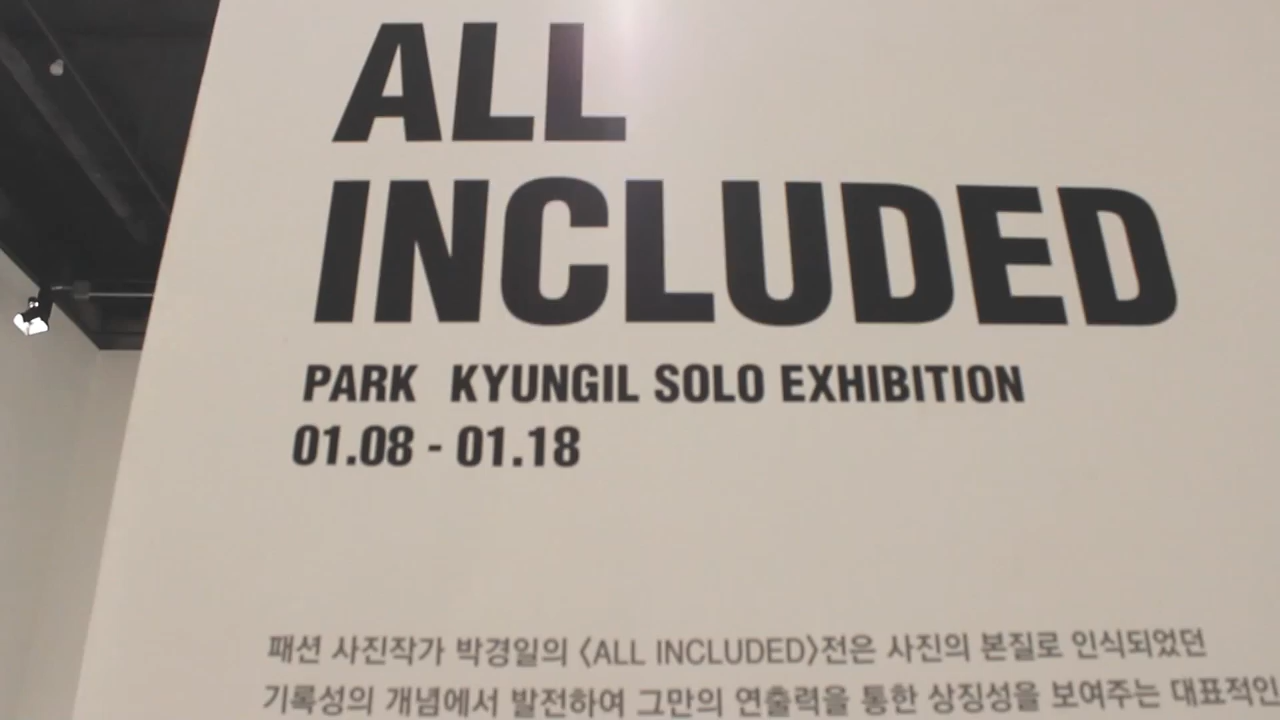 ALL
INCLUDED
PARK KYUNGIL SOLO EXHIBITION
01.08 - 01.18
패션 사진작가 박경일의 〈ALL INCLUDED〉전은 사진의 본질로 인식되었던
기록성의 개념에서 발전하여 그만의 연출력을 통한 상징성을 보여주는 대표적인